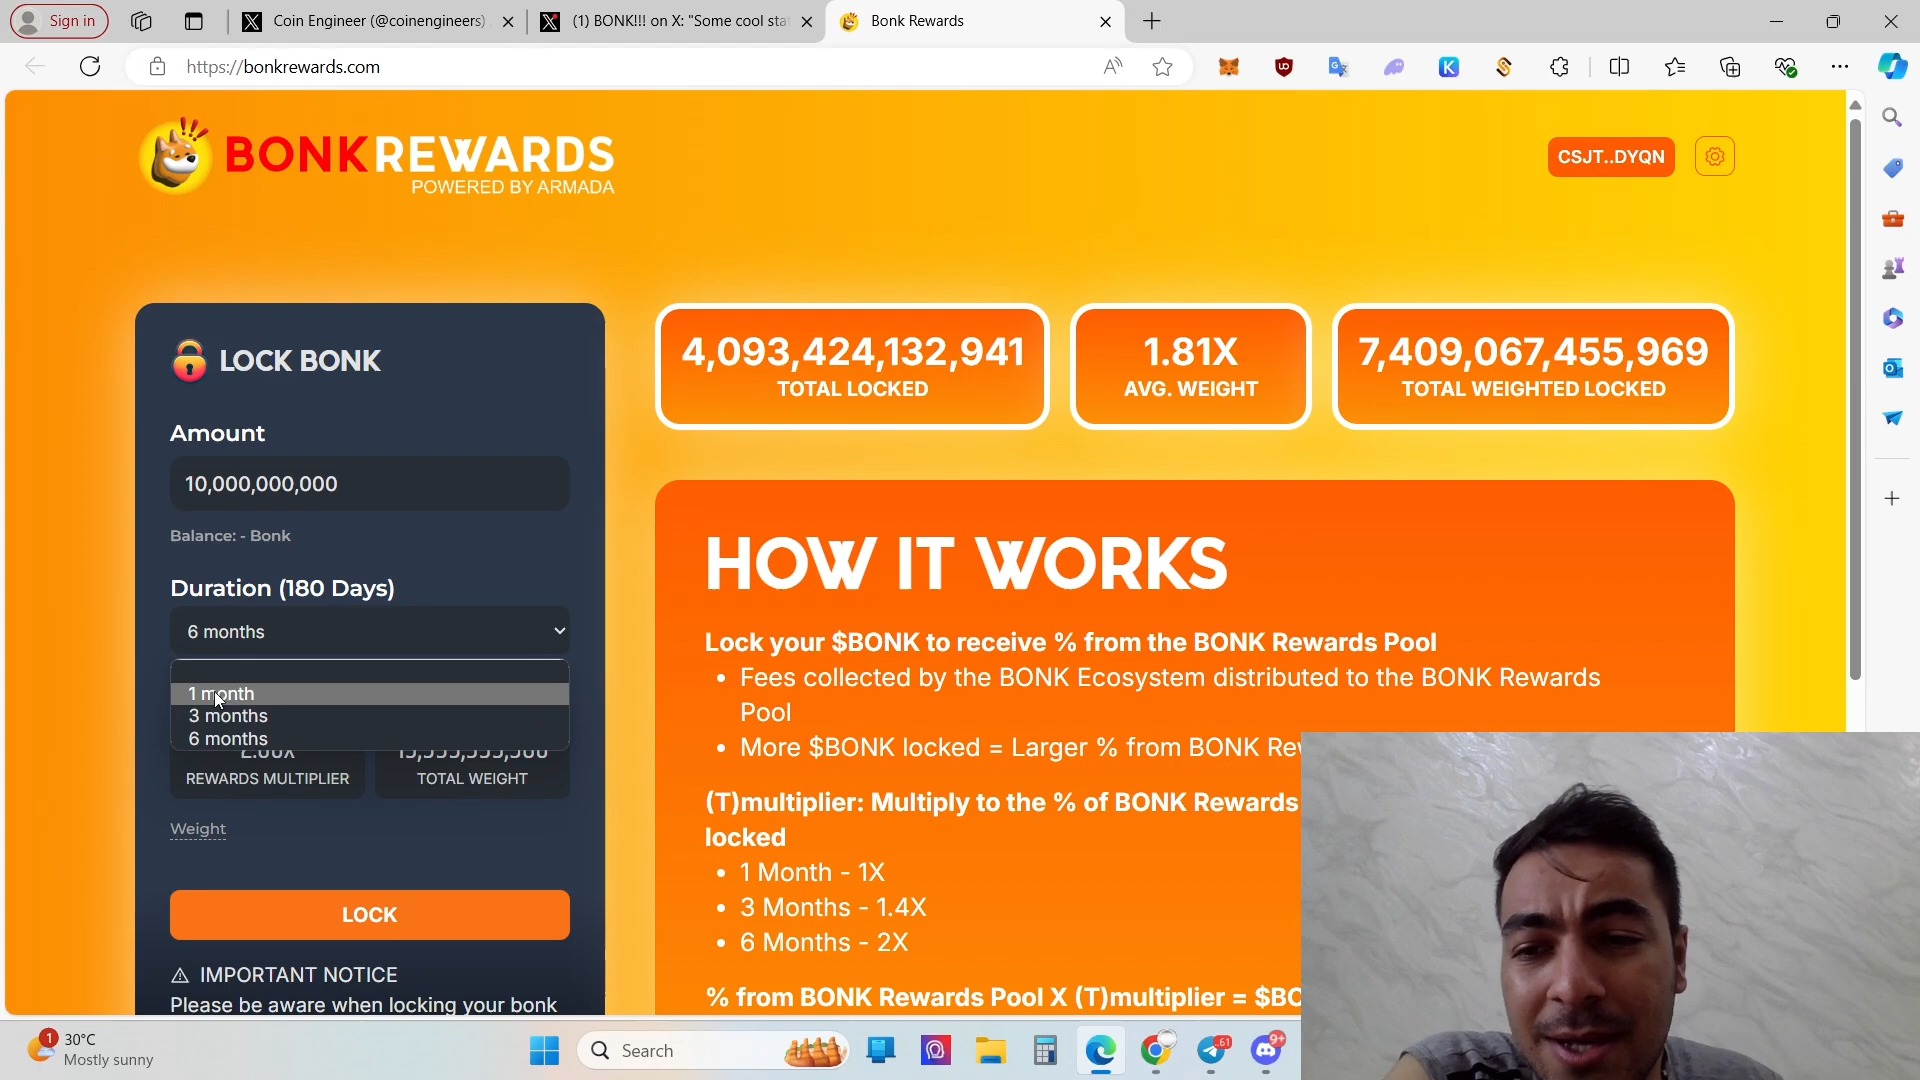 Sign in
Coin Engineer (@coinengineers)
(1) BONK!!! on X: "Some cool sta
Bonk Rewards
https://bonkrewards.com
BONKREWARDS
POWERED BY ARMADA
CSJT..DYQN
LOCK BONK
Amount
10,000,000,000
Balance: - Bonk
Duration (180 Days)
6 months
1 month
3 months
6 months
REWARDS MULTIPLIER
TOTAL WEIGHT
Weight
LOCK
IMPORTANT NOTICE
Please be aware when locking your bonk
4,093,424,132,941
TOTAL LOCKED
1.81X
AVG. WEIGHT
7,409,067,455,969
TOTAL WEIGHTED LOCKED
HOW IT WORKS
Lock your $BONK to receive % from the BONK Rewards Pool
• Fees collected by the BONK Ecosystem distributed to the BONK Rewards
Pool
• More $BONK locked = Larger % from BONK Rew
(T)multiplier: Multiply to the % of BONK Rewards
locked
• 1 Month - 1X
• 3 Months - 1.4X
• 6 Months - 2X
% from BONK Rewards Pool X (T)multiplier = $BO
1
30°C
Mostly sunny
Search
61
9+